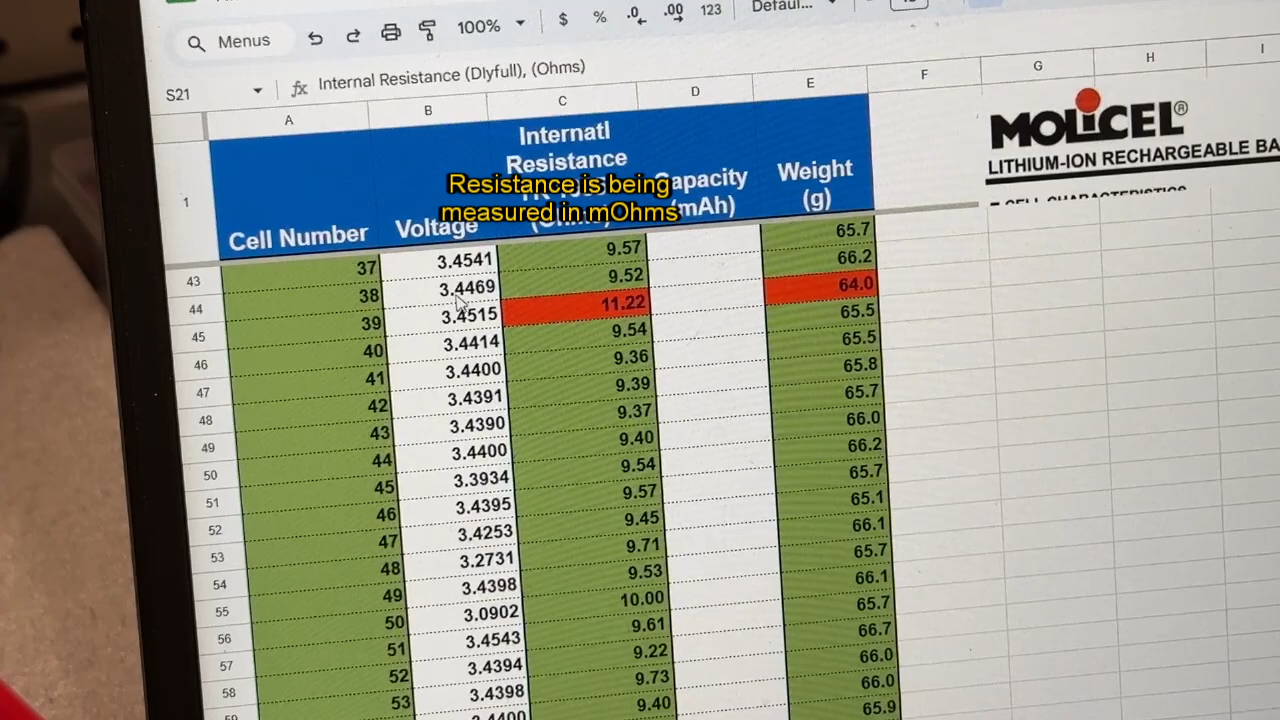 Menus 100% $ % .0 .00 123 Defaul...
S21 fx Internal Resistance (Dlyfull), (Ohms)
A B C D E F G H I
1
Internatl
Resistance
(Ohms)
Cell Number
Voltage
Capacity
(mAh)
Weight
(g)
Resistance is being
measured in mOhms
MOLiCEL®
LITHIUM-ION RECHARGEABLE BA
CELL CHARACTERISTICS
43 37 3.4541 9.57 65.7
44 38 3.4469 9.52 66.2
45 39 3.4515 11.22 64.0
46 40 3.4414 9.54 65.5
47 41 3.4400 9.36 65.5
48 42 3.4391 9.39 65.8
49 43 3.4390 9.37 65.7
50 44 3.4400 9.40 66.0
51 45 3.3934 9.54 66.2
52 46 3.4395 9.57 65.7
53 47 3.4253 9.45 65.1
54 48 3.2731 9.71 66.1
55 49 3.4398 9.53 65.7
56 50 3.0902 10.00 66.1
57 51 3.4543 9.61 65.7
58 52 3.4394 9.22 66.7
59 53 3.4398 9.73 66.0
3.4400 9.40 66.0
65.9